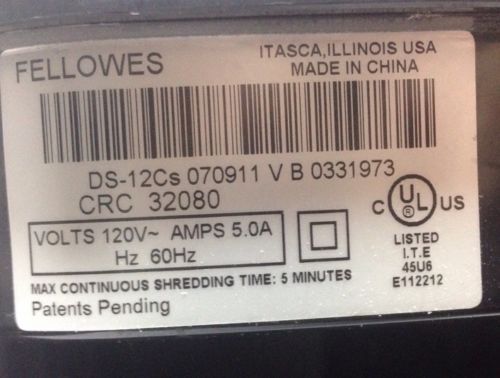 FELLOWES
ITASCA,ILLINOIS USA
MADE IN CHINA
DS-12Cs 070911 V B 0331973
CRC 32080
VOLTS 120V~ AMPS 5.0A
Hz 60Hz
C UL ® US
LISTED
I.T.E
45U6
E112212
MAX CONTINUOUS SHREDDING TIME: 5 MINUTES
Patents Pending